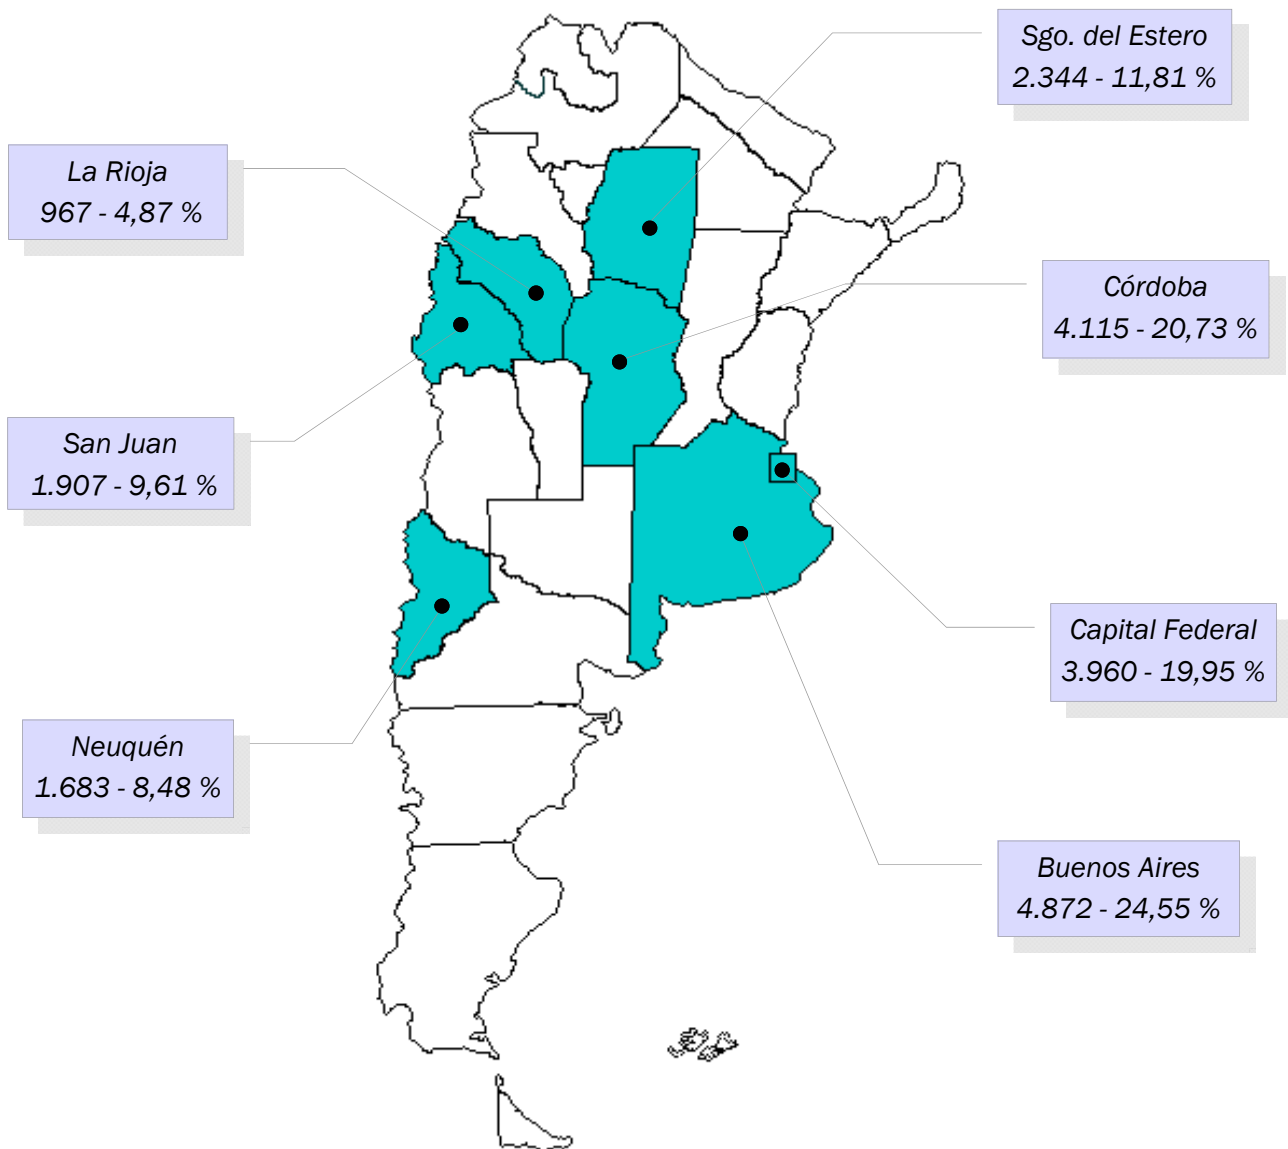 Sgo. del Estero
2.344 - 11,81 %
La Rioja
967 - 4,87 %
Córdoba
4.115 - 20,73 %
San Juan
1.907 - 9,61 %
Capital Federal
3.960 - 19,95 %
Neuquén
1.683 - 8,48 %
Buenos Aires
4.872 - 24,55 %